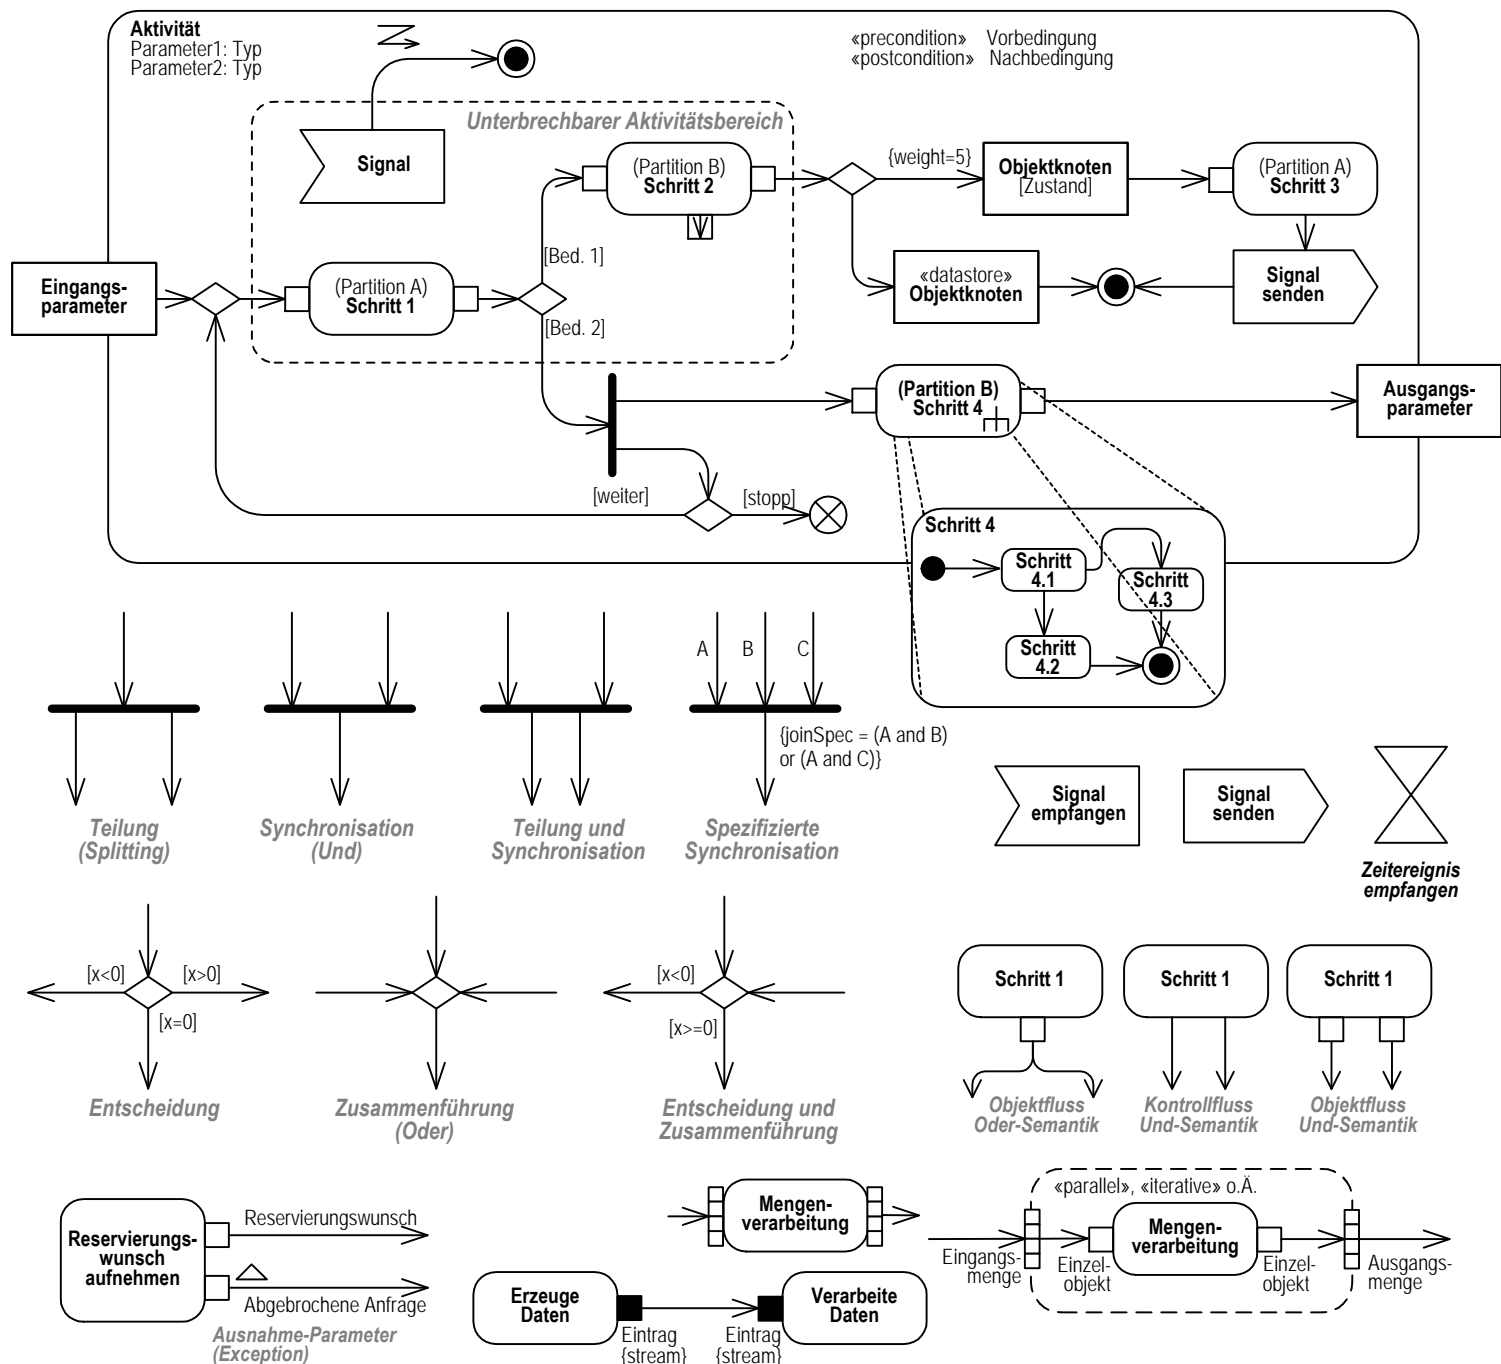 Aktivität
Parameter1: Typ
Parameter2: Typ
«precondition» Vorbedingung
«postcondition» Nachbedingung
Unterbrechbarer Aktivitätsbereich
Signal
(Partition B)
Schritt 2
{weight=5}
Objektknoten
[Zustand]
(Partition A)
Schritt 3
Eingangs-
parameter
(Partition A)
Schritt 1
[Bed. 1]
[Bed. 2]
«datastore»
Objektknoten
Signal
senden
(Partition B)
Schritt 4
Ausgangs-
parameter
[weiter]
[stopp]
Schritt 4
Schritt
4.1
Schritt
4.3
Schritt
4.2
A
B
C
{joinSpec = (A and B)
or (A and C)}
Teilung
(Splitting)
Synchronisation
(Und)
Teilung und
Synchronisation
Spezifizierte
Synchronisation
Signal
empfangen
Signal
senden
Zeitereignis
empfangen
[x<0]
[x>0]
[x=0]
Entscheidung
Zusammenführung
(Oder)
[x<0]
[x>=0]
Entscheidung und
Zusammenführung
Schritt 1
Schritt 1
Schritt 1
Objektfluss
Oder-Semantik
Kontrollfluss
Und-Semantik
Objektfluss
Und-Semantik
Reservierungs-
wunsch
aufnehmen
Reservierungswunsch
Abgebrochene Anfrage
Ausnahme-Parameter
(Exception)
Mengen-
verarbeitung
Erzeuge
Daten
Verarbeite
Daten
Eintrag
{stream}
Eintrag
{stream}
«parallel», «iterative» o.Ä.
Mengen-
verarbeitung
Eingangs-
menge
Einzel-
objekt
Einzel-
objekt
Ausgangs-
menge